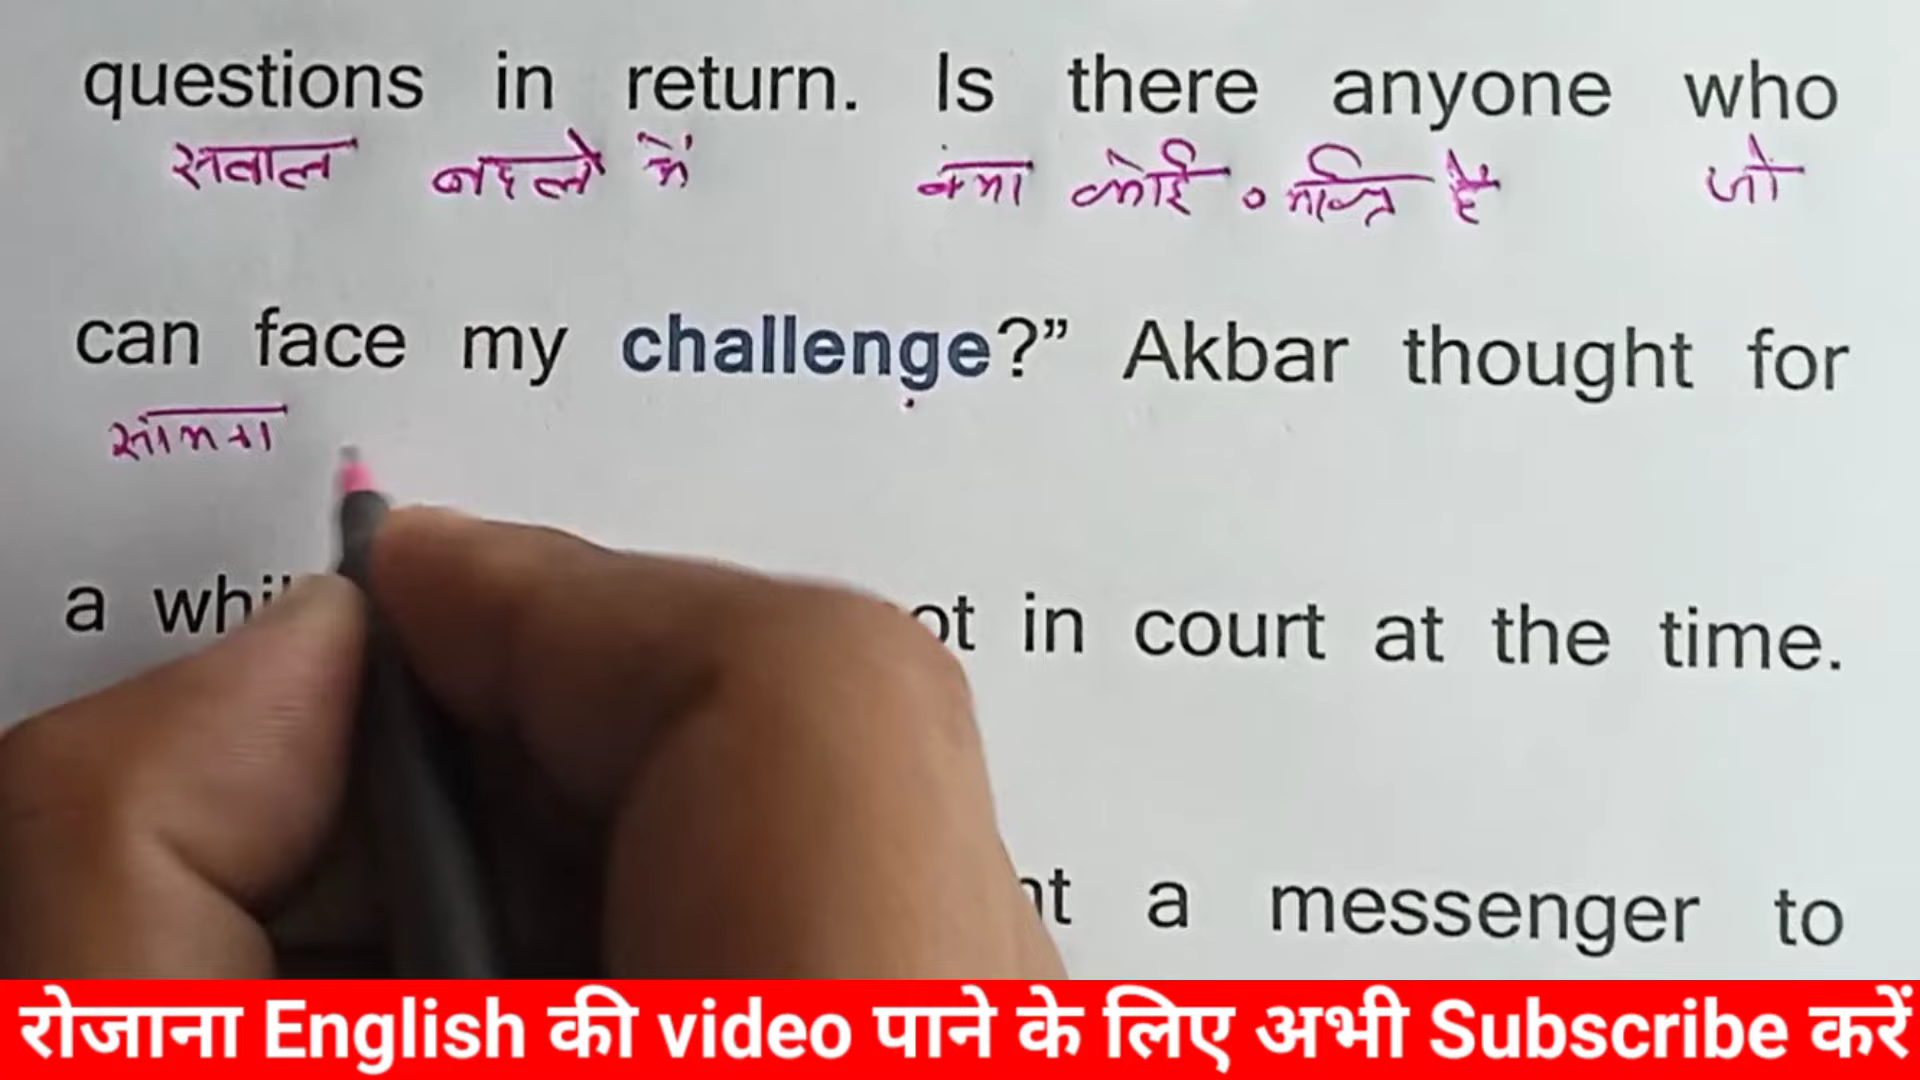 questions in return. Is there anyone who
सवाल बदले में क्या कोई व्यक्ति है जो
can face my challenge?” Akbar thought for
सामना
a whil ot in court at the time.
nt a messenger to
रोजाना English की video पाने के लिए अभी Subscribe करें